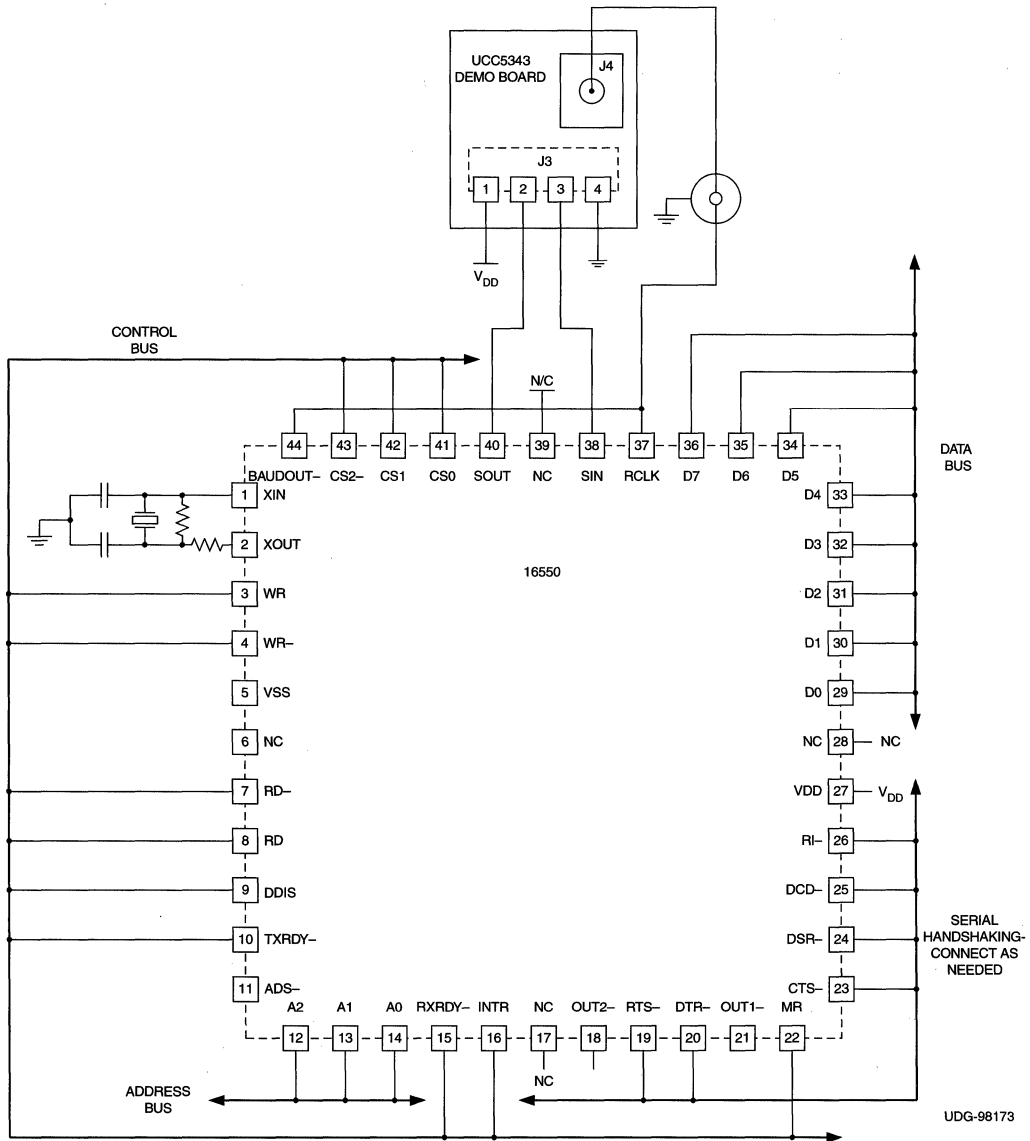 UCC5343
DEMO BOARD
J4
J3
1 2 3 4
VDD
CONTROL
BUS
N/C
44 43 42 41 40 39 38 37 36 35 34
BAUDOUT– CS2– CS1 CS0 SOUT NC SIN RCLK D7 D6 D5
DATA
BUS
1 XIN
D4 33
2 XOUT
D3 32
16550
3 WR
D2 31
4 WR–
D1 30
5 VSS
D0 29
6 NC
NC 28 NC
7 RD–
VDD 27 VDD
8 RD
RI– 26
9 DDIS
DCD– 25
10 TXRDY–
DSR– 24
SERIAL
HANDSHAKING-
CONNECT AS
NEEDED
11 ADS–
CTS– 23
A2 A1 A0 RXRDY– INTR NC OUT2– RTS– DTR– OUT1– MR
12 13 14 15 16 17 18 19 20 21 22
NC
ADDRESS
BUS
UDG-98173